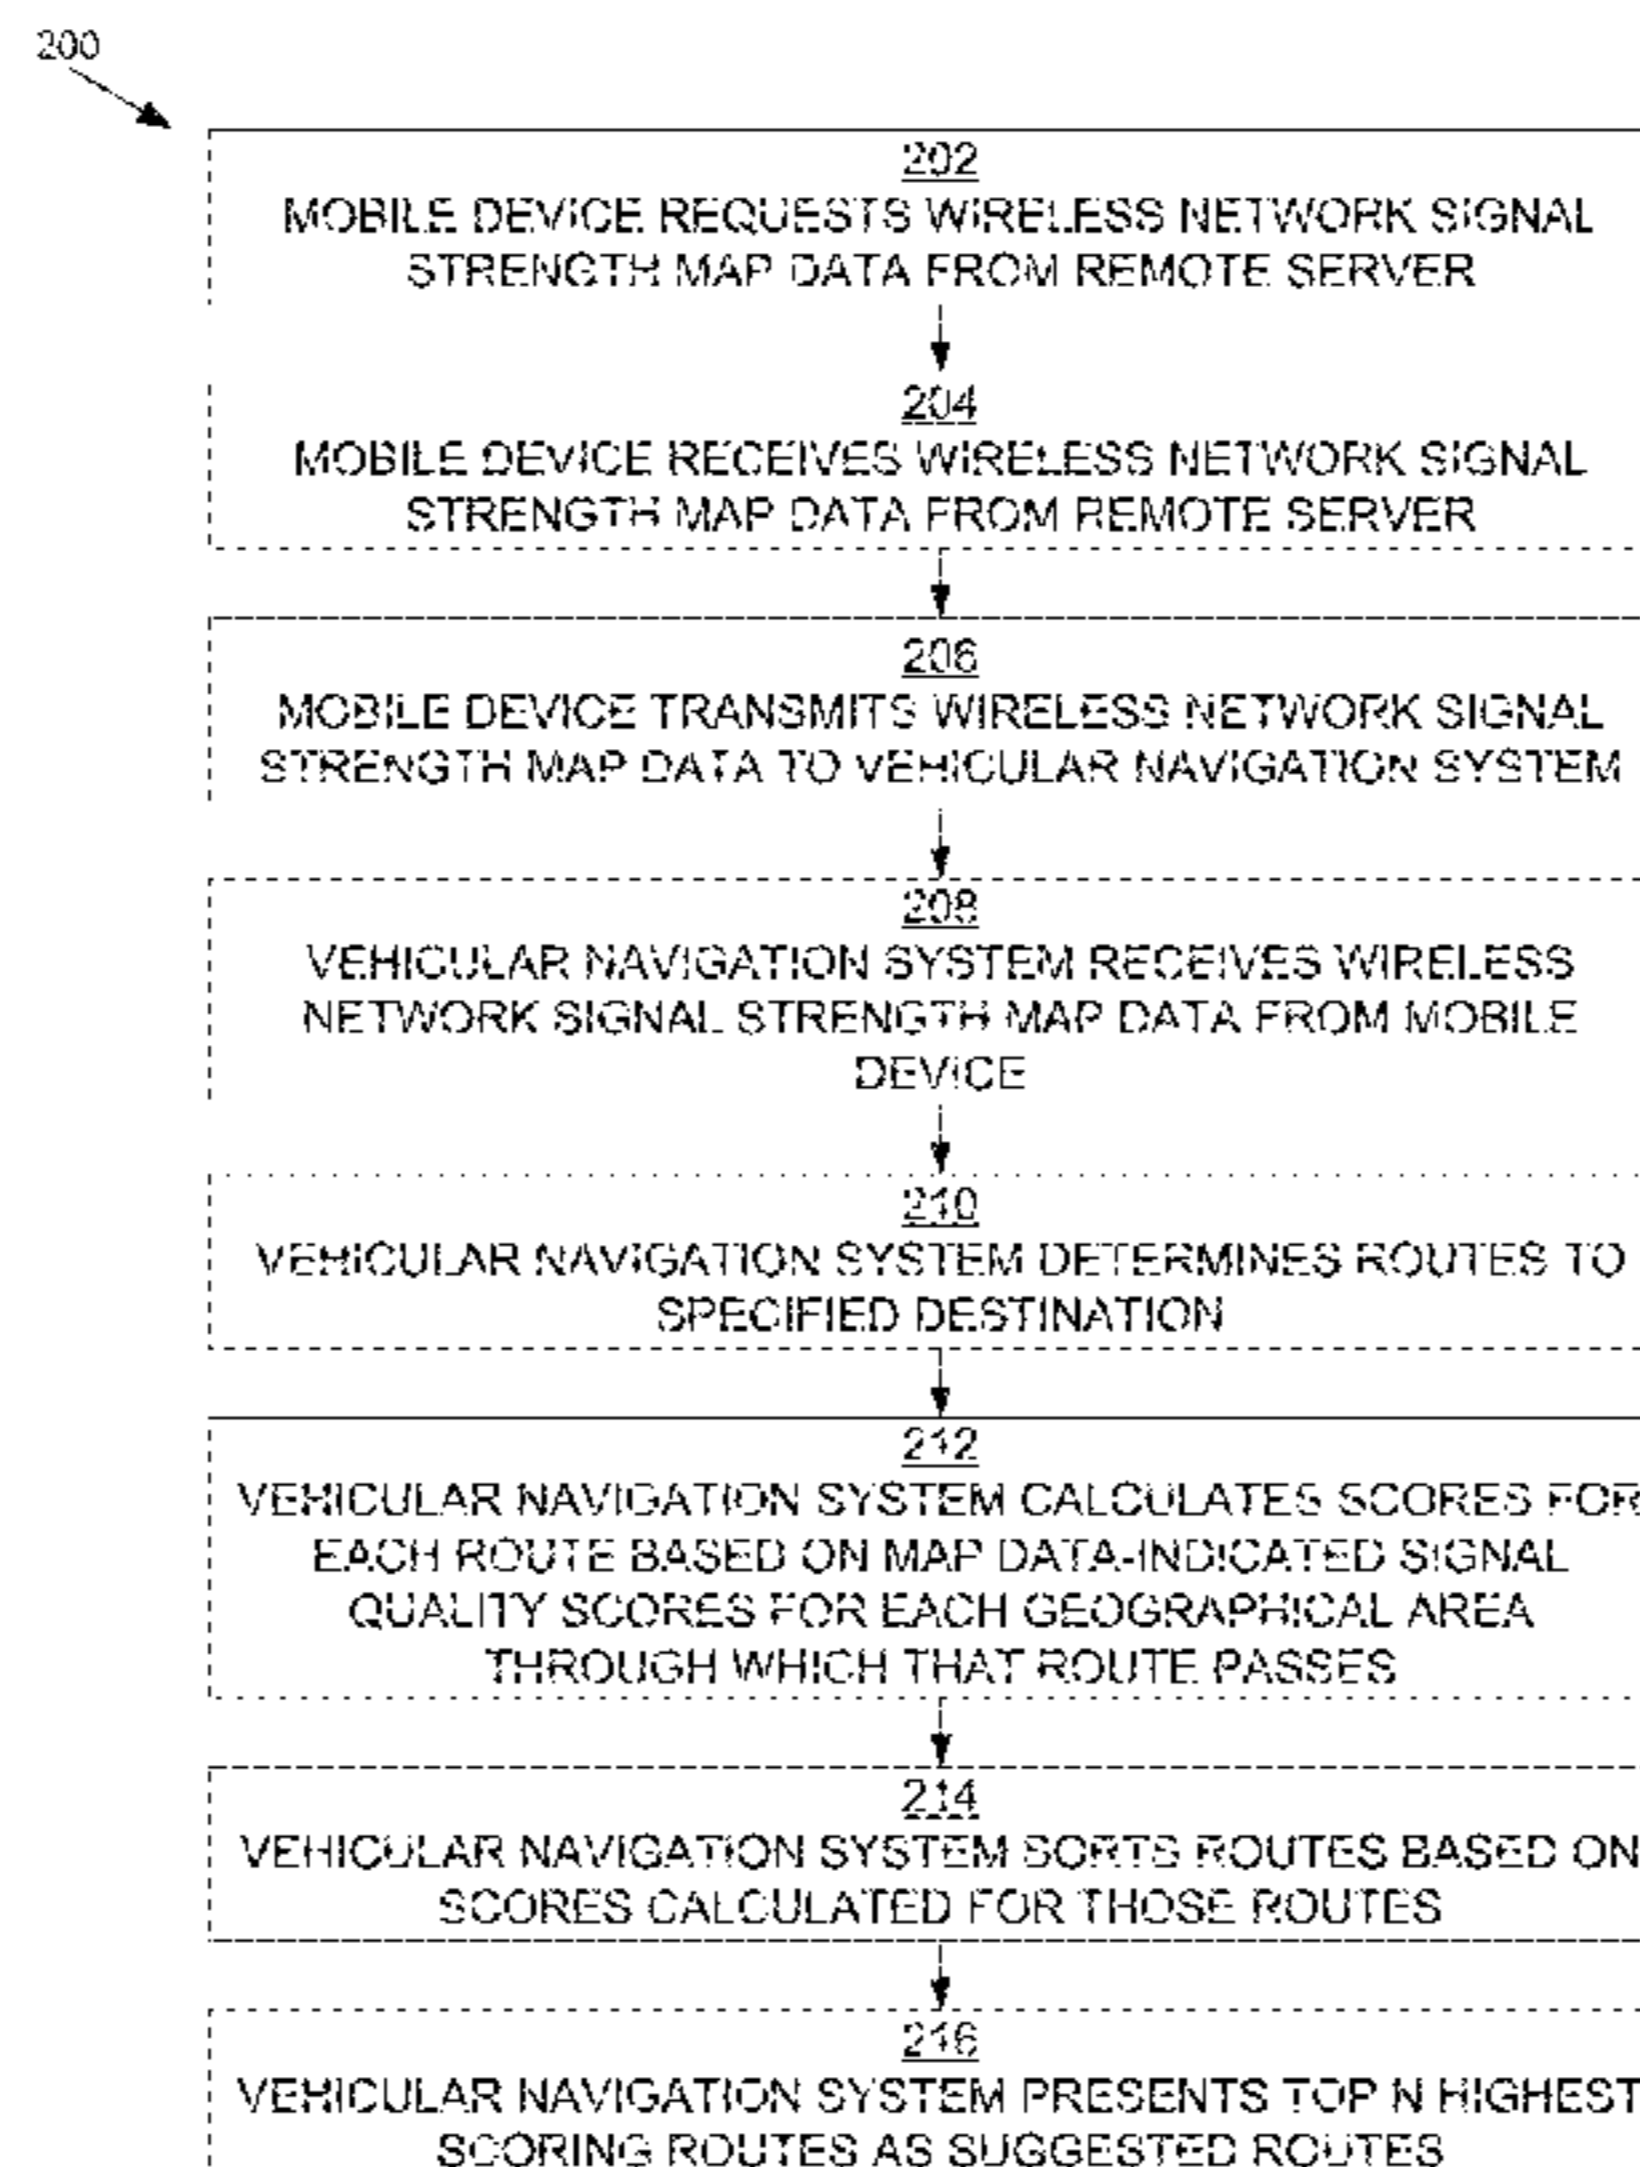 200
202
MOBILE DEVICE REQUESTS WIRELESS NETWORK SIGNAL
STRENGTH MAP DATA FROM REMOTE SERVER
204
MOBILE DEVICE RECEIVES WIRELESS NETWORK SIGNAL
STRENGTH MAP DATA FROM REMOTE SERVER
206
MOBILE DEVICE TRANSMITS WIRELESS NETWORK SIGNAL
STRENGTH MAP DATA TO VEHICULAR NAVIGATION SYSTEM
208
VEHICULAR NAVIGATION SYSTEM RECEIVES WIRELESS
NETWORK SIGNAL STRENGTH MAP DATA FROM MOBILE
DEVICE
210
VEHICULAR NAVIGATION SYSTEM DETERMINES ROUTES TO
SPECIFIED DESTINATION
212
VEHICULAR NAVIGATION SYSTEM CALCULATES SCORES FOR
EACH ROUTE BASED ON MAP DATA-INDICATED SIGNAL
QUALITY SCORES FOR EACH GEOGRAPHICAL AREA
THROUGH WHICH THAT ROUTE PASSES
214
VEHICULAR NAVIGATION SYSTEM SORTS ROUTES BASED ON
SCORES CALCULATED FOR THOSE ROUTES
216
VEHICULAR NAVIGATION SYSTEM PRESENTS TOP N HIGHEST
SCORING ROUTES AS SUGGESTED ROUTES